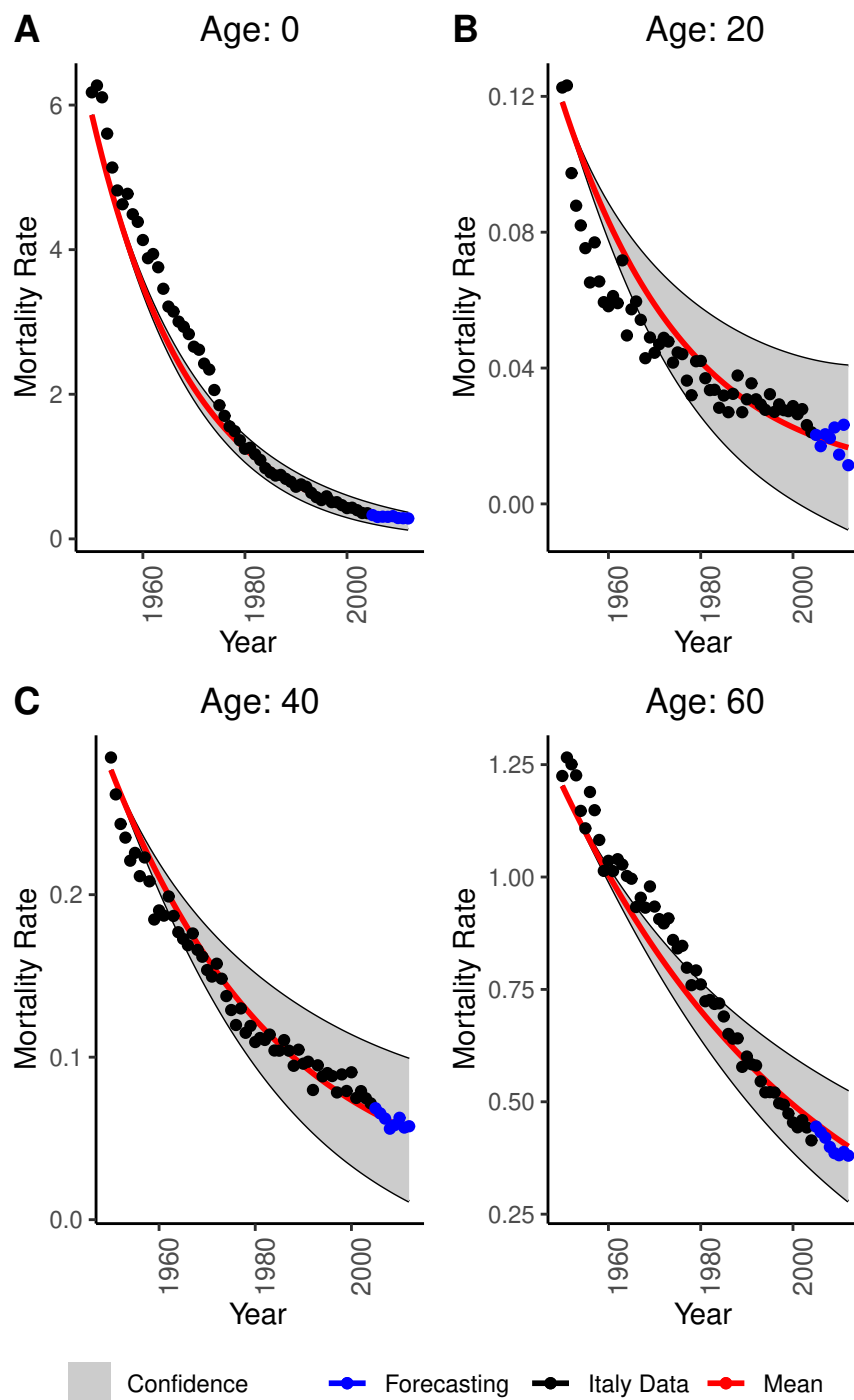 A
Age: 0
Mortality Rate
6
4
2
0
1960
1980
2000
Year
B
Age: 20
Mortality Rate
0.12
0.08
0.04
0.00
1960
1980
2000
Year
C
Age: 40
Mortality Rate
0.2
0.1
0.0
1960
1980
2000
Year
Age: 60
Mortality Rate
1.25
1.00
0.75
0.50
0.25
1960
1980
2000
Year
Confidence
Forecasting
Italy Data
Mean